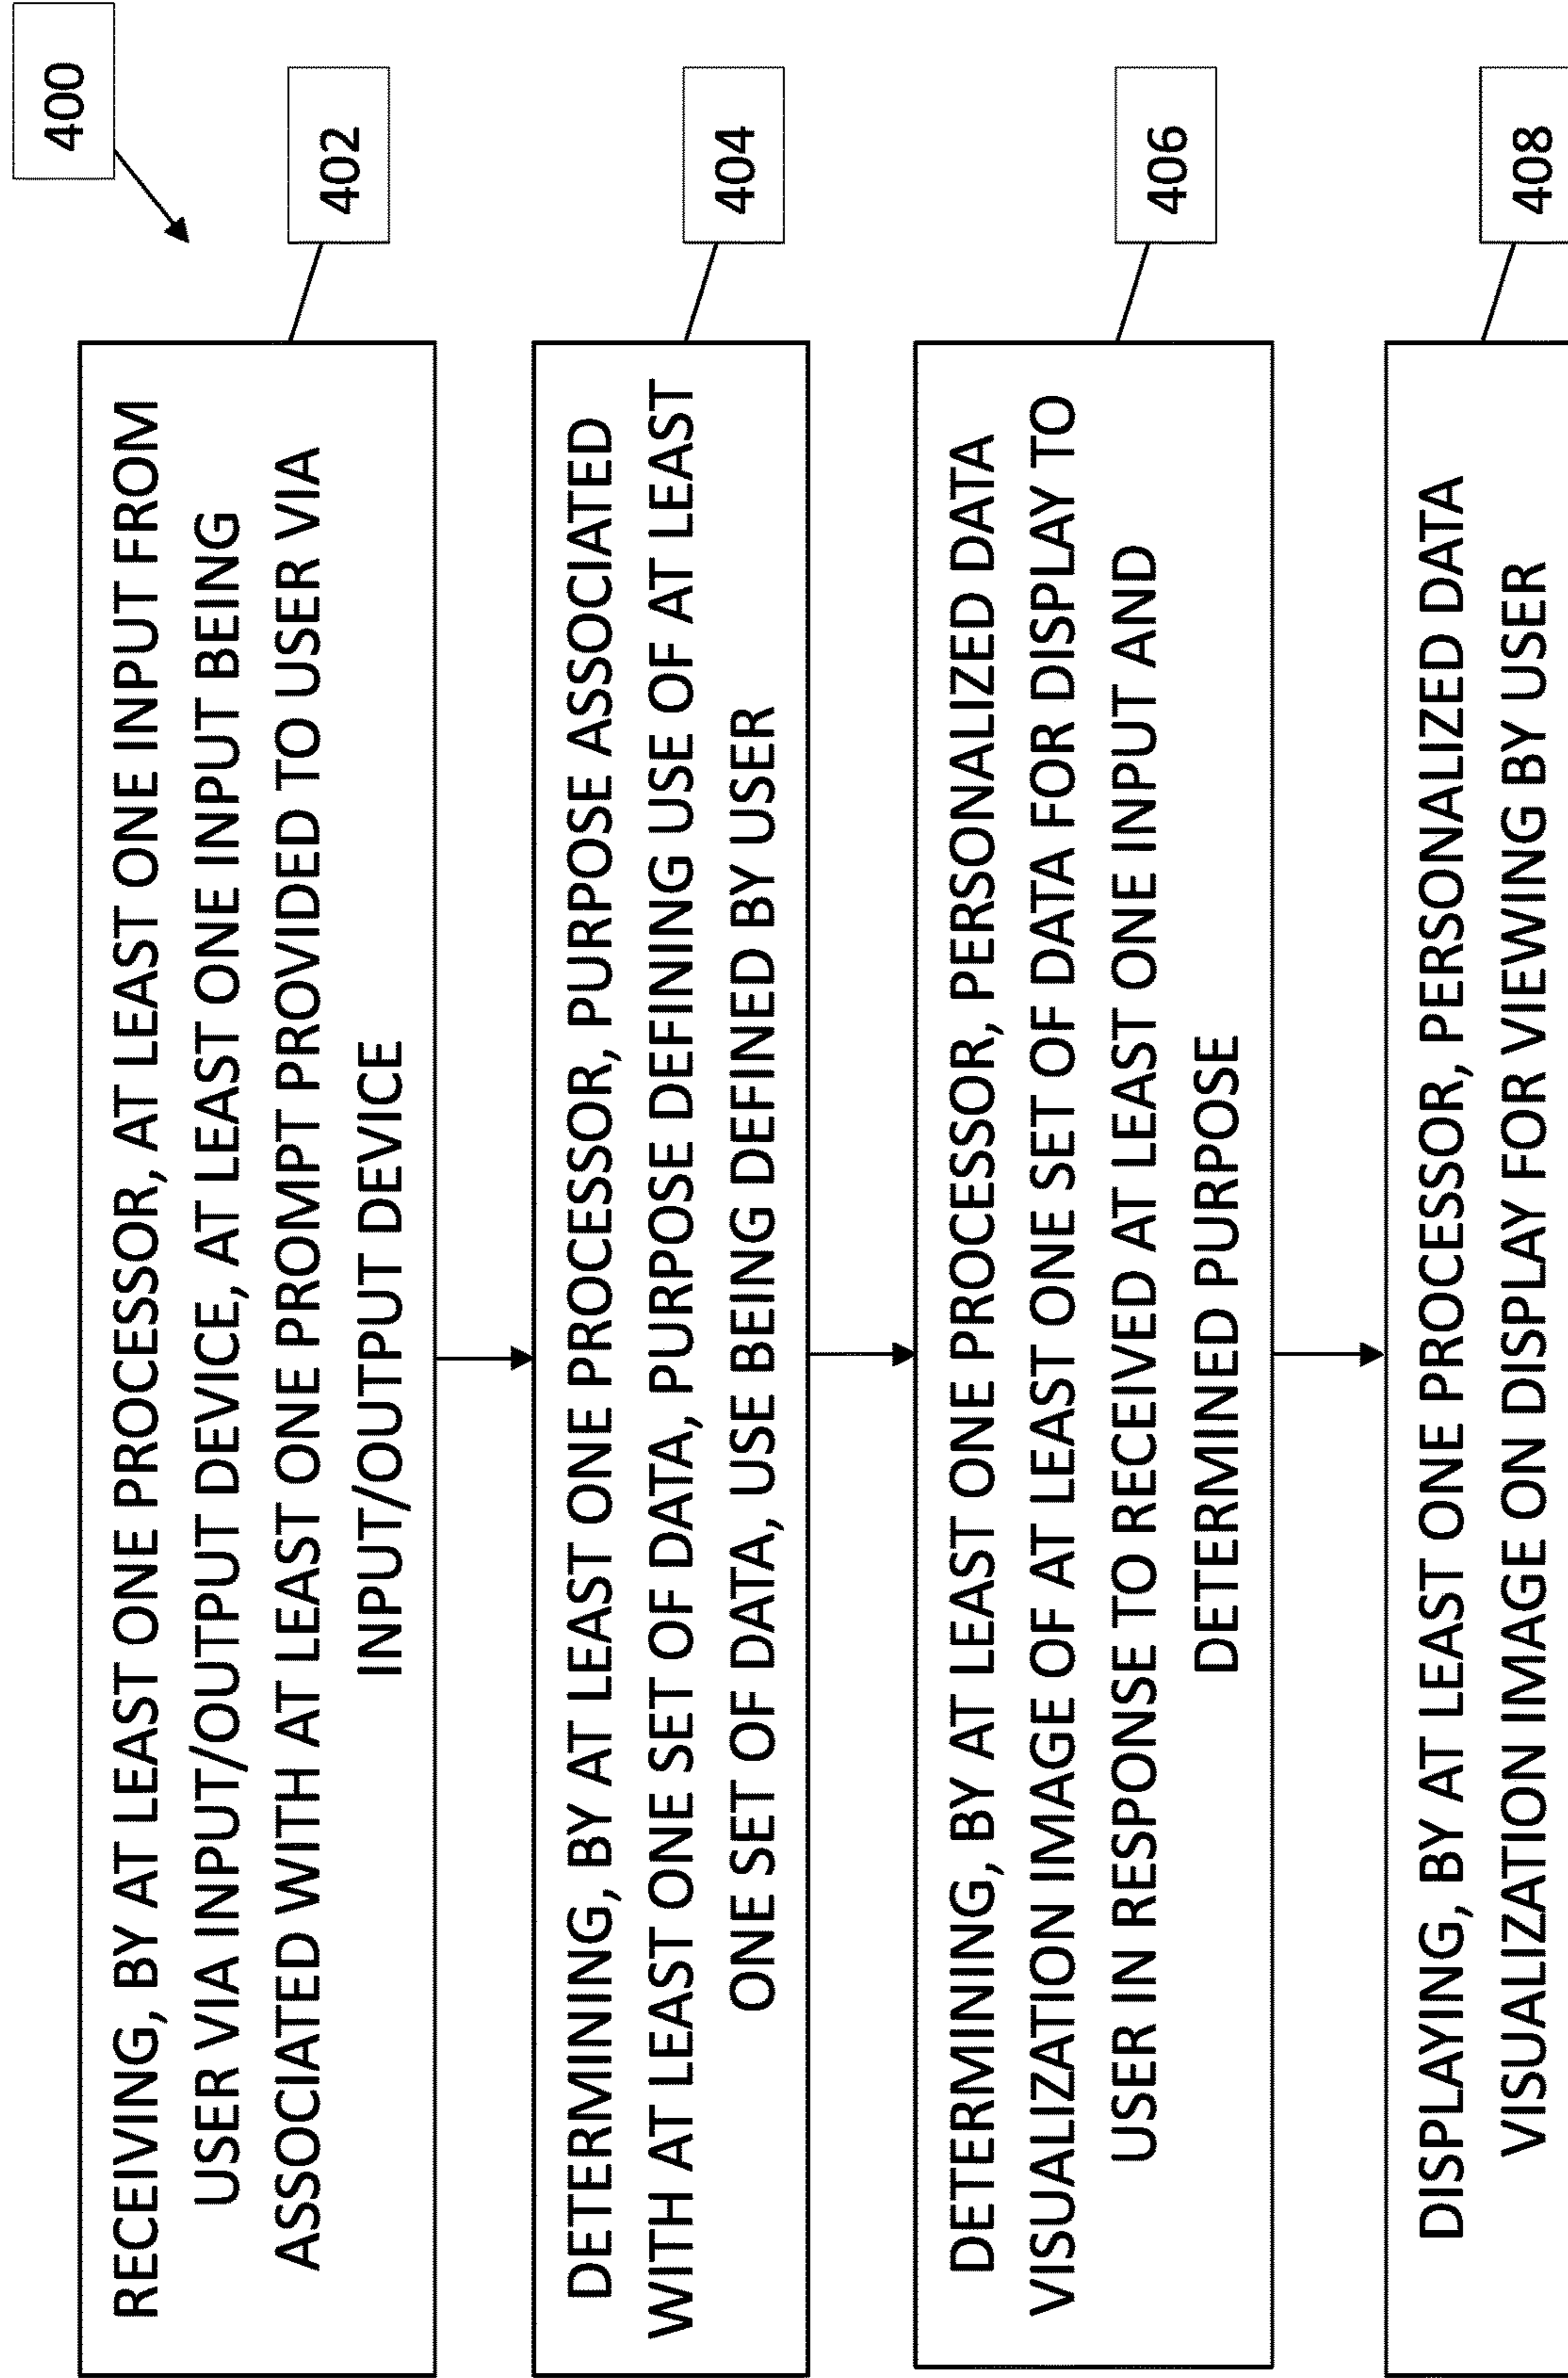 400
RECEIVING, BY AT LEAST ONE PROCESSOR, AT LEAST ONE INPUT FROM
USER VIA INPUT/OUTPUT DEVICE, AT LEAST ONE INPUT BEING
ASSOCIATED WITH AT LEAST ONE PROMPT PROVIDED TO USER VIA
INPUT/OUTPUT DEVICE
402
DETERMINING, BY AT LEAST ONE PROCESSOR, PURPOSE ASSOCIATED
WITH AT LEAST ONE SET OF DATA, PURPOSE DEFINING USE OF AT LEAST
ONE SET OF DATA, USE BEING DEFINED BY USER
404
DETERMINING, BY AT LEAST ONE PROCESSOR, PERSONALIZED DATA
VISUALIZATION IMAGE OF AT LEAST ONE SET OF DATA FOR DISPLAY TO
USER IN RESPONSE TO RECEIVED AT LEAST ONE INPUT AND
DETERMINED PURPOSE
406
DISPLAYING, BY AT LEAST ONE PROCESSOR, PERSONALIZED DATA
VISUALIZATION IMAGE ON DISPLAY FOR VIEWING BY USER
408